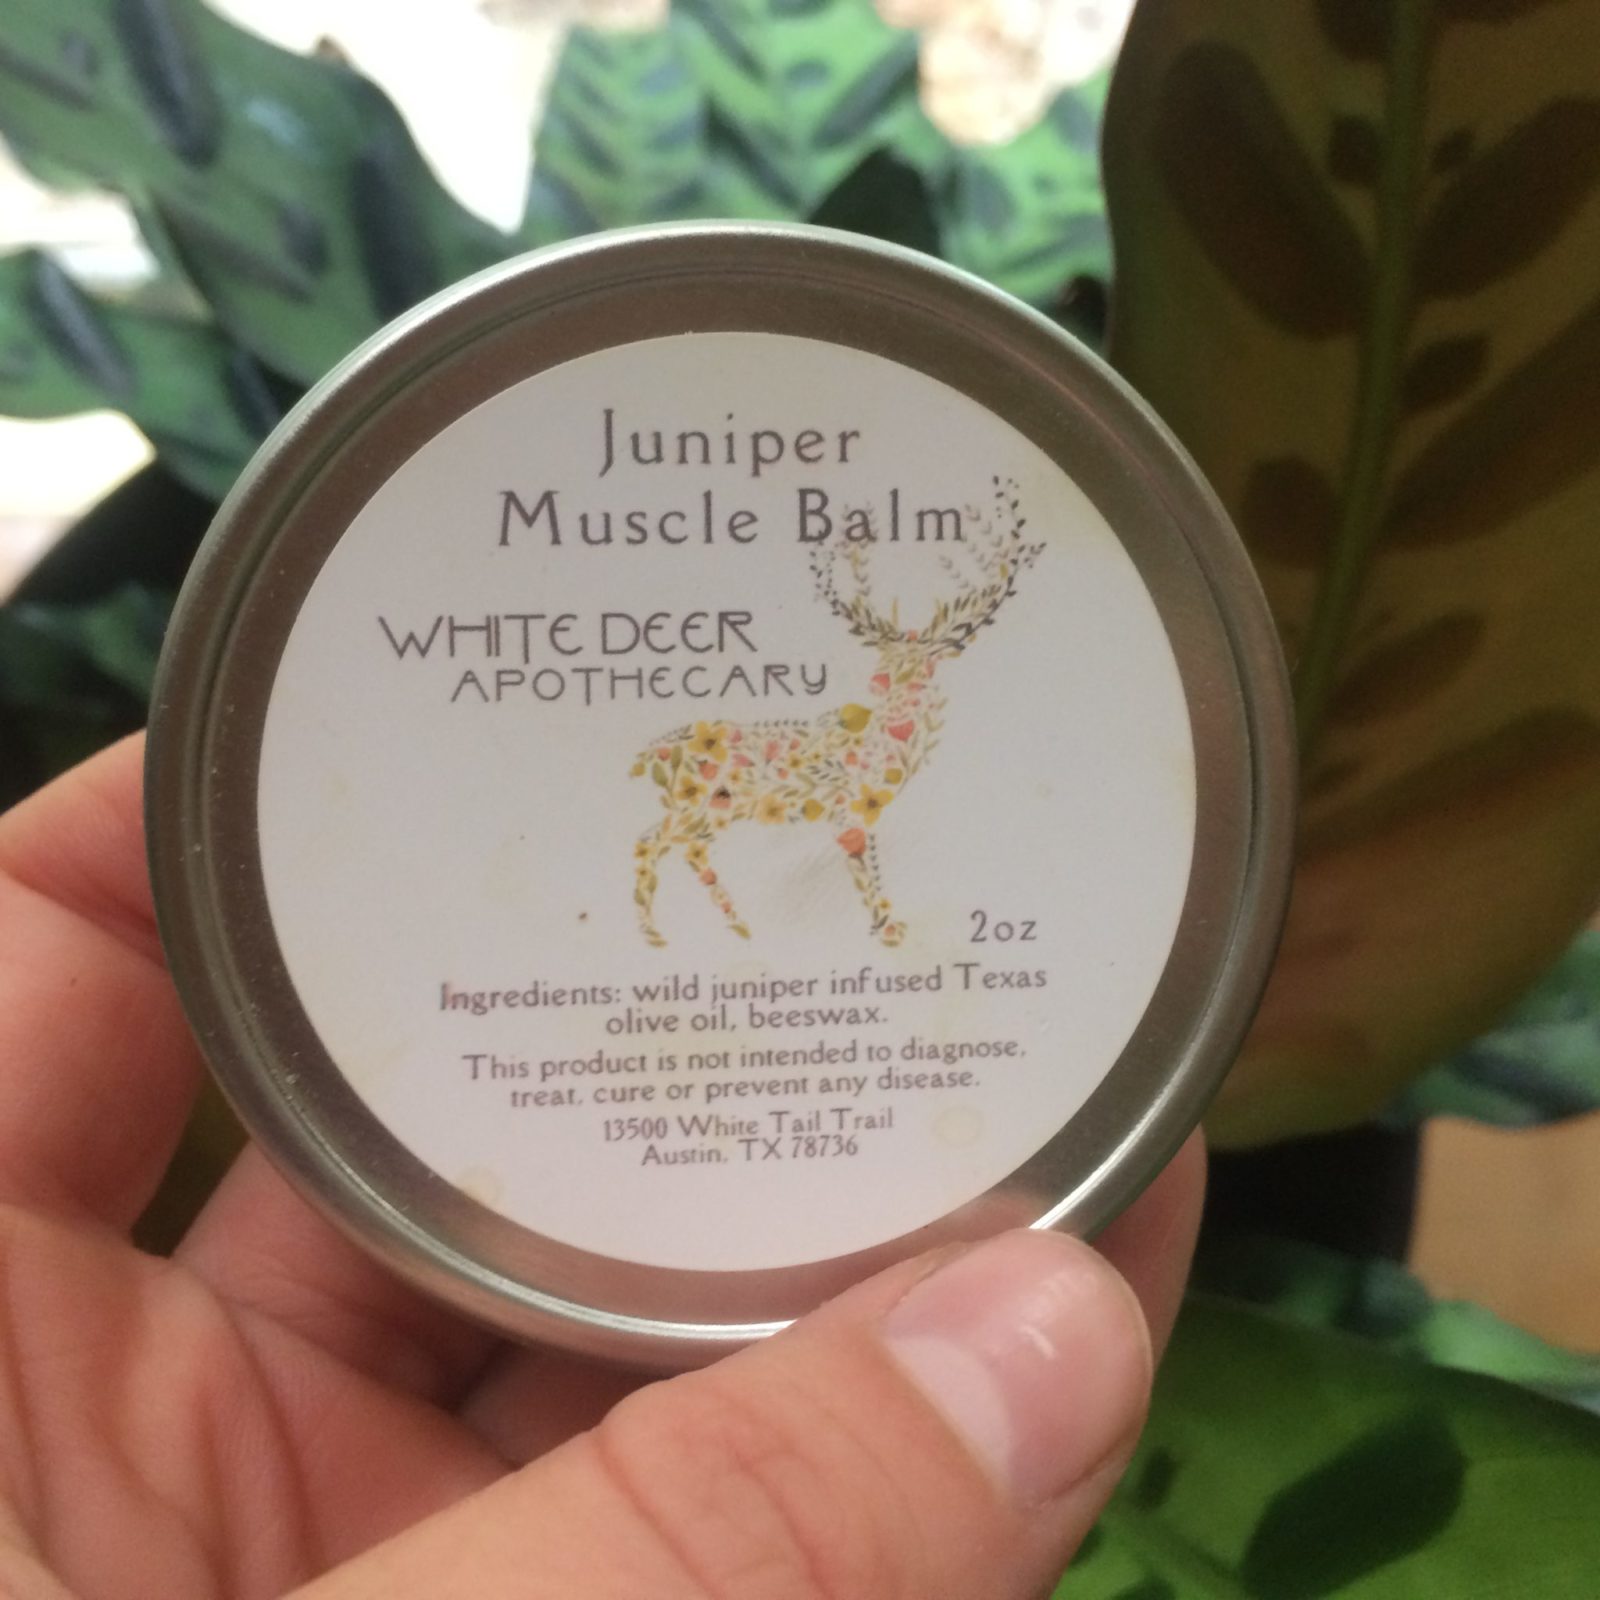 Juniper
Muscle Balm
WHITE DEER
APOTHECARY
2oz
Ingredients: wild juniper infused Texas
olive oil, beeswax.
This product is not intended to diagnose,
treat, cure or prevent any disease.
13500 White Tail Trail
Austin, TX 78736